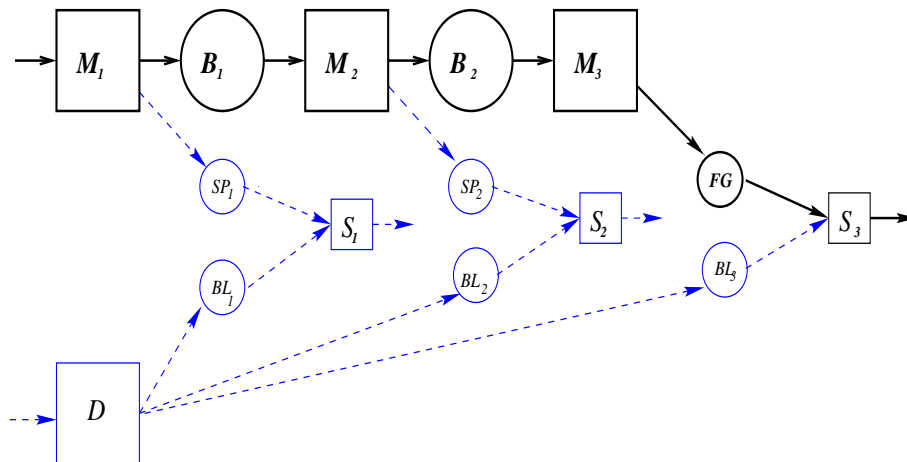 M₁ B₁ M₂ B₂ M₃
SP₁ SP₂ FG
S₁ S₂ S₃
BL₁ BL₂ BL₃
D